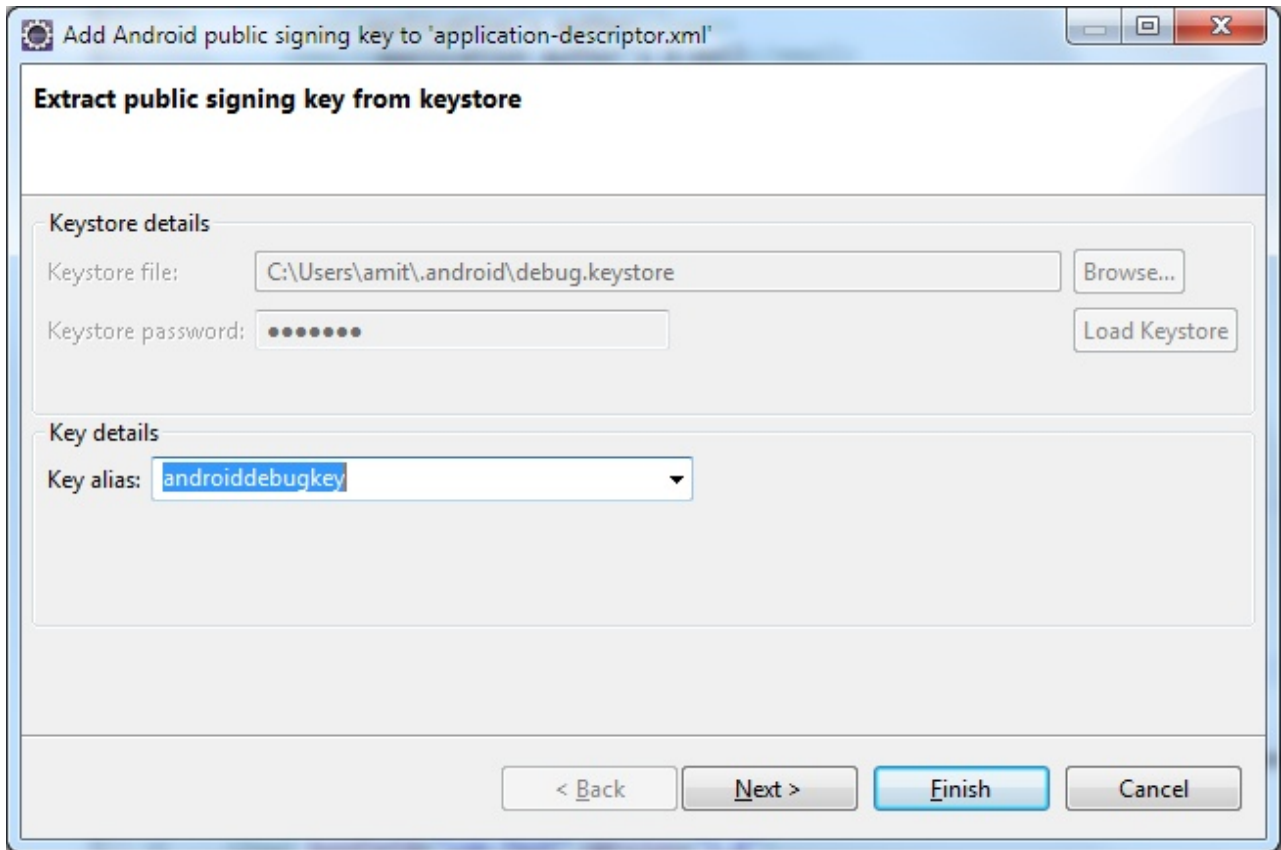 Add Android public signing key to 'application-descriptor.xml'
Extract public signing key from keystore
Keystore details
Keystore file: C:\Users\amit\.android\debug.keystore Browse...
Keystore password: ●●●●●●● Load Keystore
Key details
Key alias: androiddebugkey
< Back Next > Finish Cancel